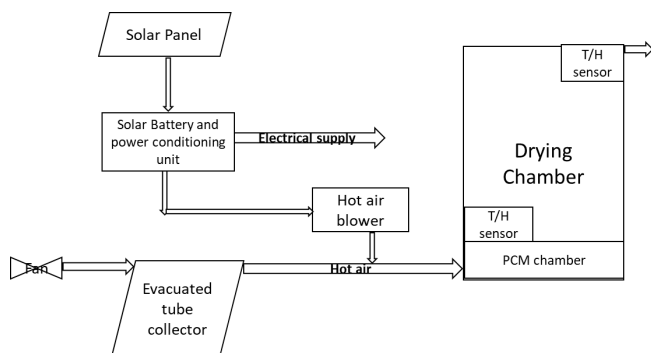 Solar Panel
T/H
sensor
Solar Battery and
power conditioning
unit
Electrical supply
Drying
Chamber
Hot air
blower
T/H
sensor
PCM chamber
Fan
Hot air
Evacuated
tube
collector